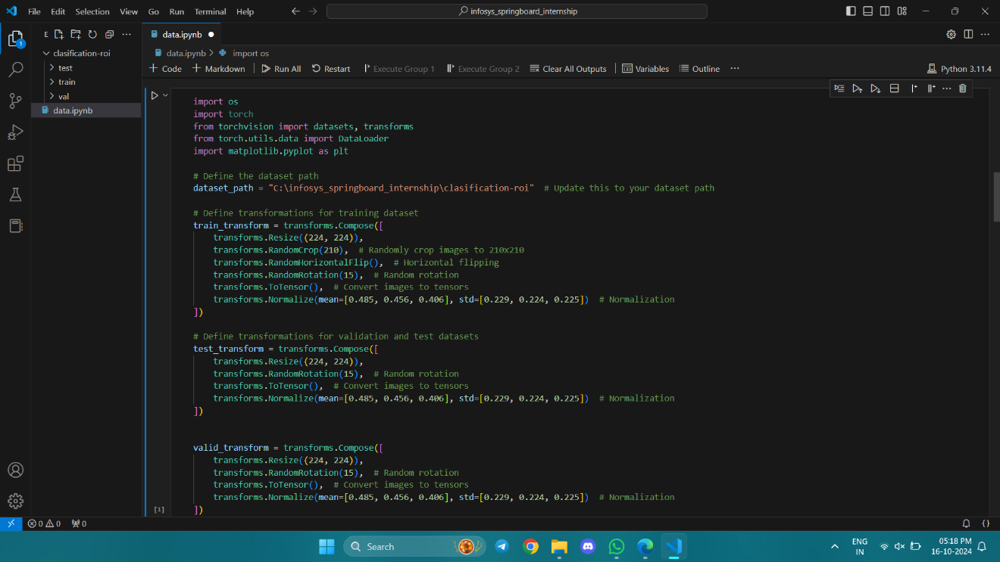 File Edit Selection View Go Run Terminal Help
infosys_springboard_internship
E
data.ipynb
clasification-roi
test
train
val
data.ipynb
1
data.ipynb > import os
+ Code + Markdown Run All Restart Execute Group 1 Execute Group 2 Clear All Outputs Variables Outline ... Python 3.11.4
import os
import torch
from torchvision import datasets, transforms
from torch.utils.data import DataLoader
import matplotlib.pyplot as plt
# Define the dataset path
dataset_path = "C:\infosys_springboard_internship\clasification-roi"  # Update this to your dataset path
# Define transformations for training dataset
train_transform = transforms.Compose([
transforms.Resize((224, 224)),
transforms.RandomCrop(210),  # Randomly crop images to 210x210
transforms.RandomHorizontalFlip(),  # Horizontal flipping
transforms.RandomRotation(15),  # Random rotation
transforms.ToTensor(),  # Convert images to tensors
transforms.Normalize(mean=[0.485, 0.456, 0.406], std=[0.229, 0.224, 0.225])  # Normalization
])
# Define transformations for validation and test datasets
test_transform = transforms.Compose([
transforms.Resize((224, 224)),
transforms.RandomRotation(15),  # Random rotation
transforms.ToTensor(),  # Convert images to tensors
transforms.Normalize(mean=[0.485, 0.456, 0.406], std=[0.229, 0.224, 0.225])  # Normalization
])
valid_transform = transforms.Compose([
transforms.Resize((224, 224)),
transforms.RandomRotation(15),  # Random rotation
transforms.ToTensor(),  # Convert images to tensors
transforms.Normalize(mean=[0.485, 0.456, 0.406], std=[0.229, 0.224, 0.225])  # Normalization
])
[1]
0 0 0 {}
Search
ENG
IN
05:18 PM
16-10-2024